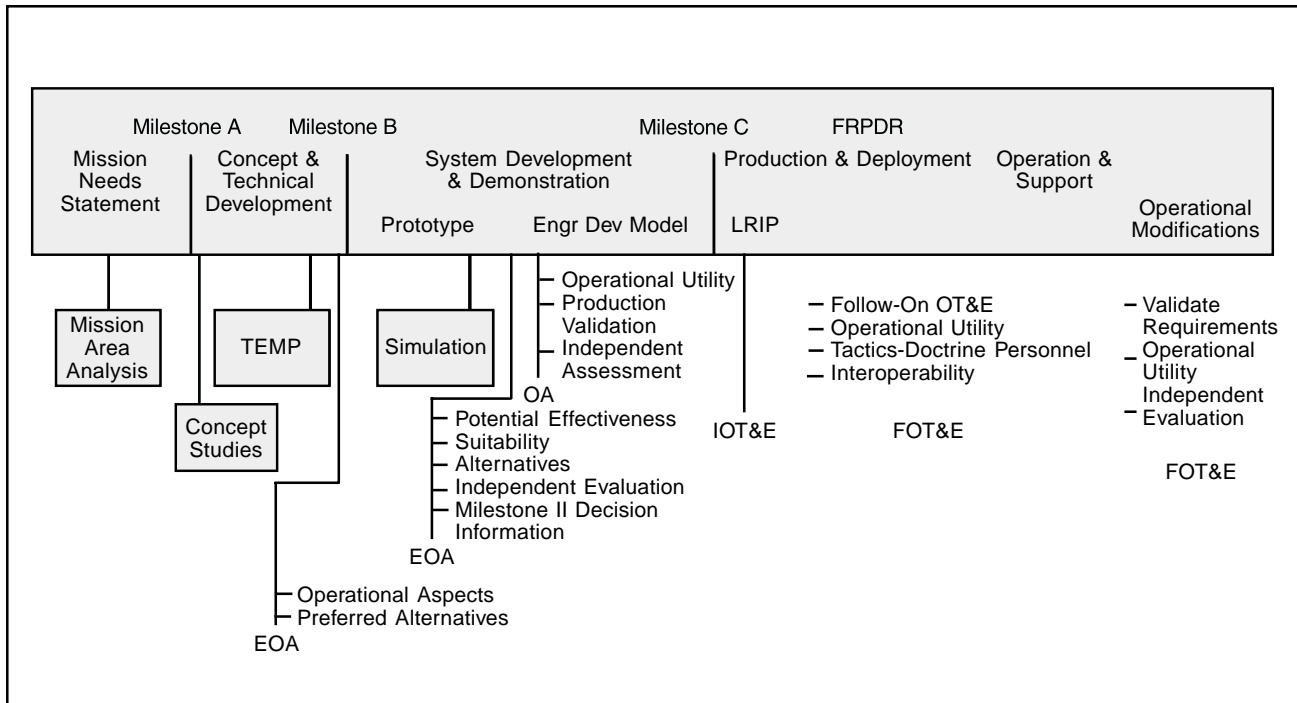 Milestone A
Milestone B
Milestone C
FRPDR
Mission
Needs
Statement
Concept &
Technical
Development
System Development
& Demonstration
Production & Deployment
Operation &
Support
Prototype
Engr Dev Model
LRIP
Operational
Modifications
Mission
Area
Analysis
Concept
Studies
TEMP
Simulation
– Operational Utility
– Production
Validation
– Independent
Assessment
OA
– Potential Effectiveness
– Suitability
– Alternatives
– Independent Evaluation
– Milestone II Decision
Information
EOA
– Operational Aspects
– Preferred Alternatives
EOA
IOT&E
– Follow-On OT&E
– Operational Utility
– Tactics-Doctrine Personnel
– Interoperability
FOT&E
– Validate
Requirements
– Operational
Utility
Independent
– Evaluation
FOT&E